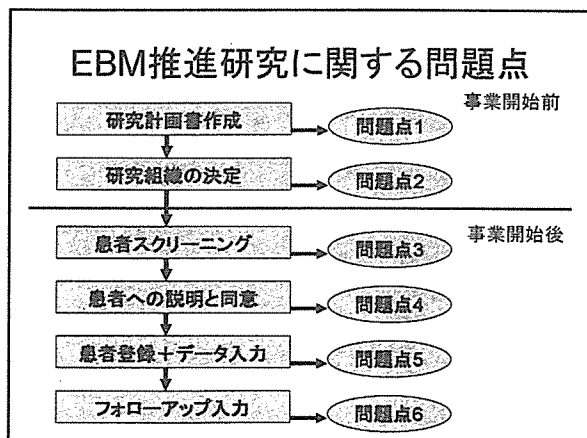 EBM推進研究に関する問題点
事業開始前
研究計画書作成
問題点1
研究組織の決定
問題点2
事業開始後
患者スクリーニング
問題点3
患者への説明と同意
問題点4
患者登録+データ入力
問題点5
フォローアップ入力
問題点6